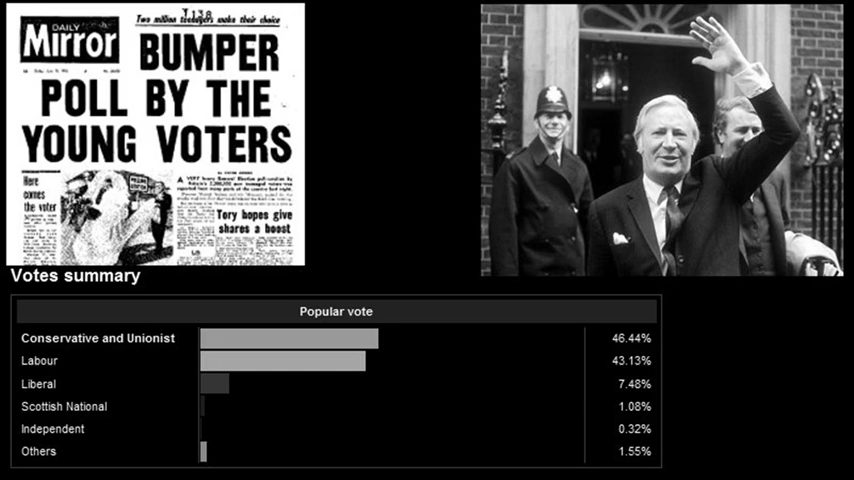 Two million teenagers make their choice
DAILY
Mirror
BUMPER
POLL BY THE
YOUNG VOTERS
Here
comes
the voter
Tory hopes give
shares a boost
Votes summary
Popular vote
Conservative and Unionist 46.44%
Labour 43.13%
Liberal 7.48%
Scottish National 1.08%
Independent 0.32%
Others 1.55%